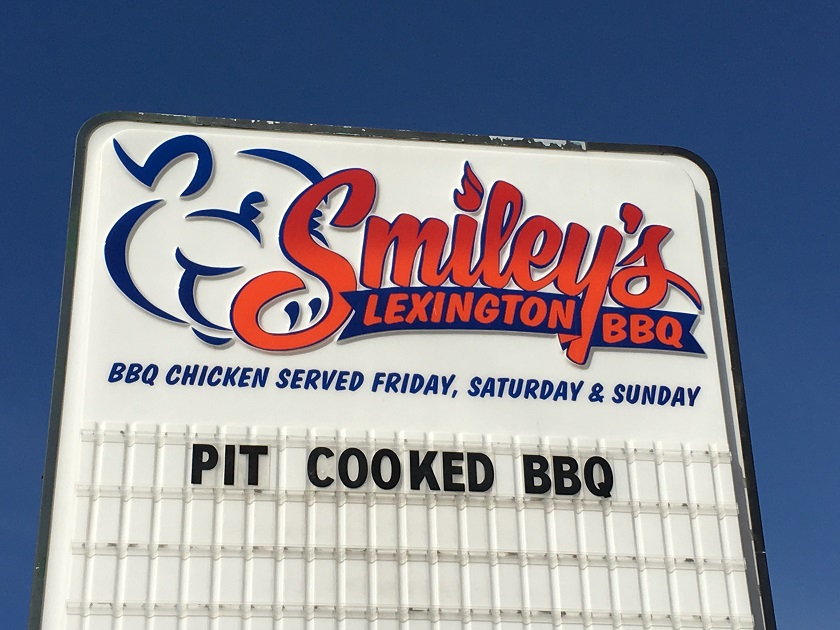 Smiley's
LEXINGTON BBQ
BBQ CHICKEN SERVED FRIDAY, SATURDAY & SUNDAY
PIT COOKED BBQ